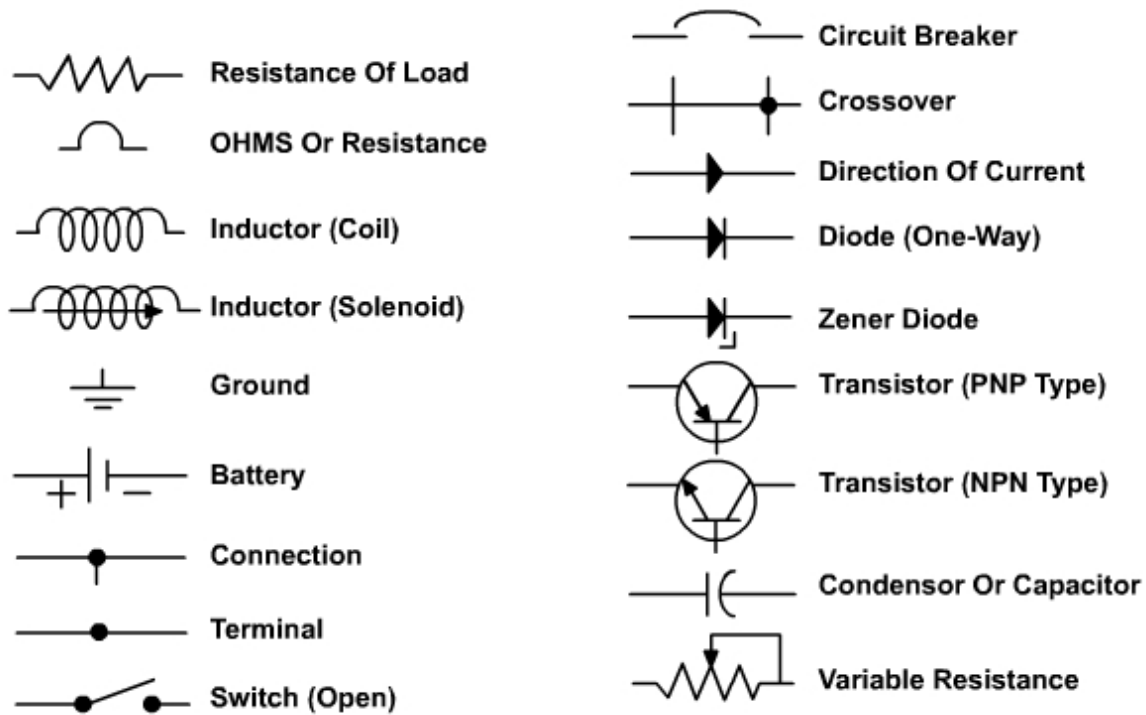 Resistance Of Load
OHMS Or Resistance
Inductor (Coil)
Inductor (Solenoid)
Ground
Battery
+ −
Connection
Terminal
Switch (Open)
Circuit Breaker
Crossover
Direction Of Current
Diode (One-Way)
Zener Diode
Transistor (PNP Type)
Transistor (NPN Type)
Condensor Or Capacitor
Variable Resistance